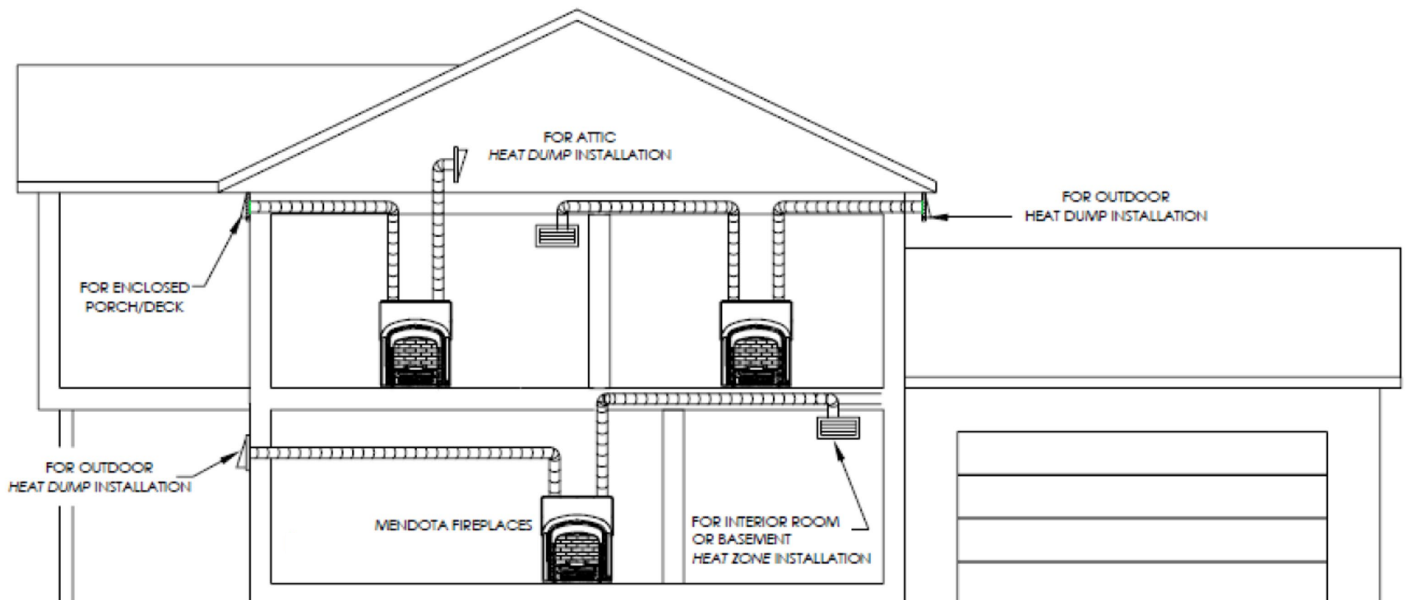 FOR ATTIC
HEAT DUMP INSTALLATION
FOR OUTDOOR
HEAT DUMP INSTALLATION
FOR ENCLOSED
PORCH/DECK
FOR OUTDOOR
HEAT DUMP INSTALLATION
MENDOTA FIREPLACES
FOR INTERIOR ROOM
OR BASEMENT
HEAT ZONE INSTALLATION